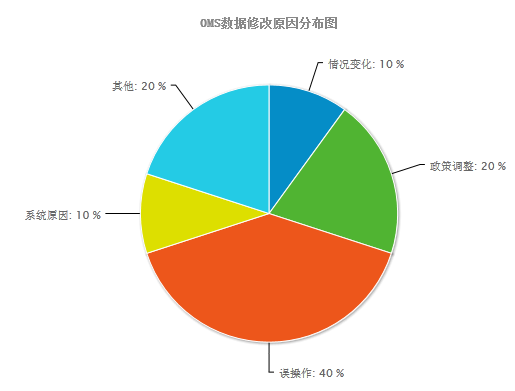 OMS数据修改原因分布图
情况变化: 10 %
其他: 20 %
政策调整: 20 %
系统原因: 10 %
误操作: 40 %